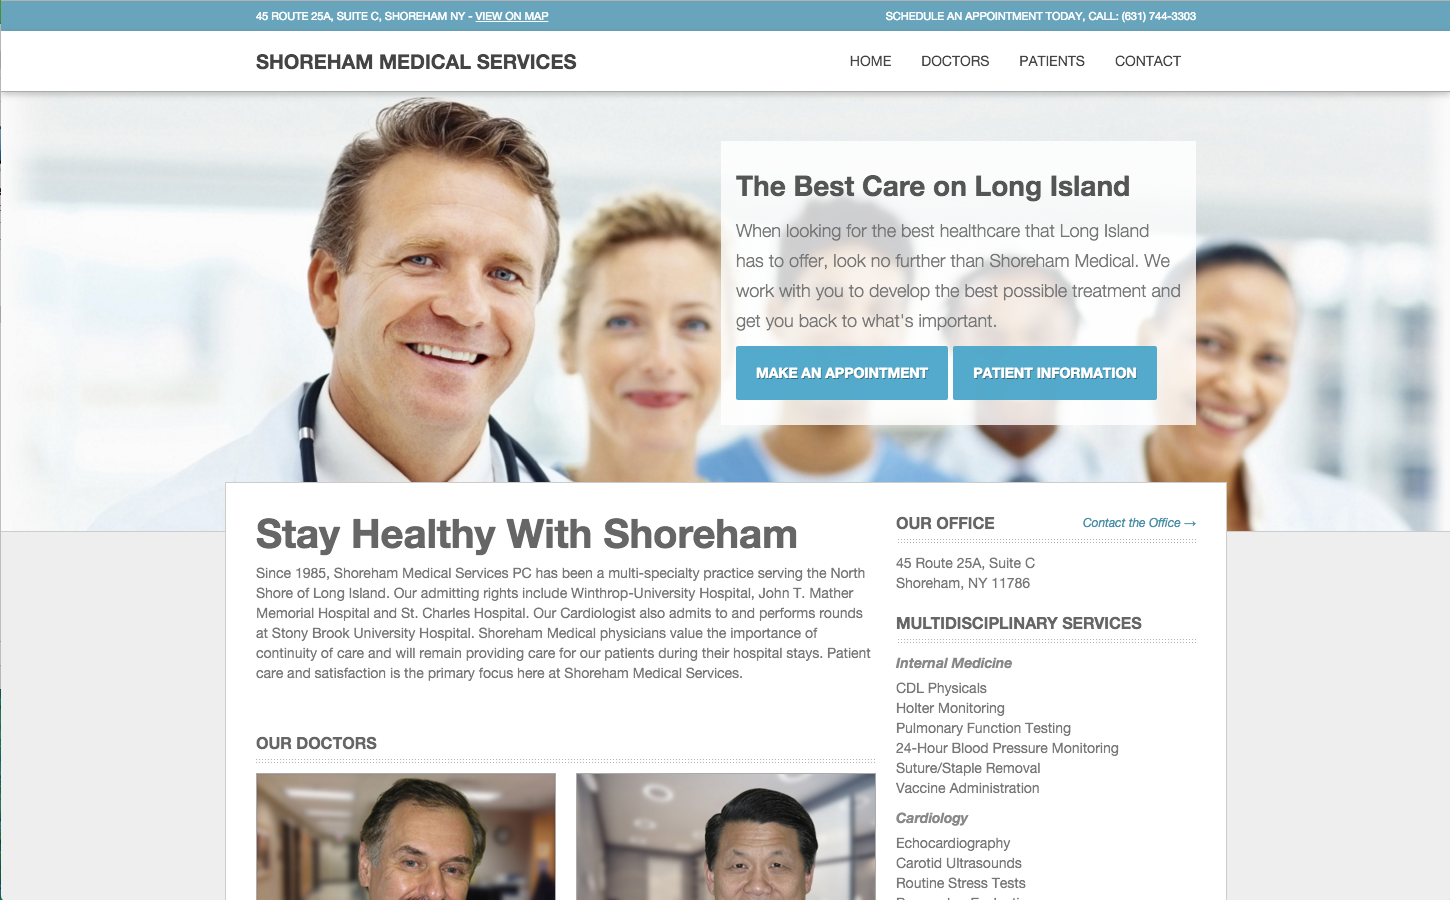 45 ROUTE 25A, SUITE C, SHOREHAM NY - VIEW ON MAP
SCHEDULE AN APPOINTMENT TODAY, CALL: (631) 744-3303
SHOREHAM MEDICAL SERVICES
HOME DOCTORS PATIENTS CONTACT
The Best Care on Long Island
When looking for the best healthcare that Long Island
has to offer, look no further than Shoreham Medical. We
work with you to develop the best possible treatment and
get you back to what's important.
MAKE AN APPOINTMENT PATIENT INFORMATION
Stay Healthy With Shoreham
Since 1985, Shoreham Medical Services PC has been a multi-specialty practice serving the North
Shore of Long Island. Our admitting rights include Winthrop-University Hospital, John T. Mather
Memorial Hospital and St. Charles Hospital. Our Cardiologist also admits to and performs rounds
at Stony Brook University Hospital. Shoreham Medical physicians value the importance of
continuity of care and will remain providing care for our patients during their hospital stays. Patient
care and satisfaction is the primary focus here at Shoreham Medical Services.
OUR DOCTORS
OUR OFFICE Contact the Office →
45 Route 25A, Suite C
Shoreham, NY 11786
MULTIDISCIPLINARY SERVICES
Internal Medicine
CDL Physicals
Holter Monitoring
Pulmonary Function Testing
24-Hour Blood Pressure Monitoring
Suture/Staple Removal
Vaccine Administration
Cardiology
Echocardiography
Carotid Ultrasounds
Routine Stress Tests